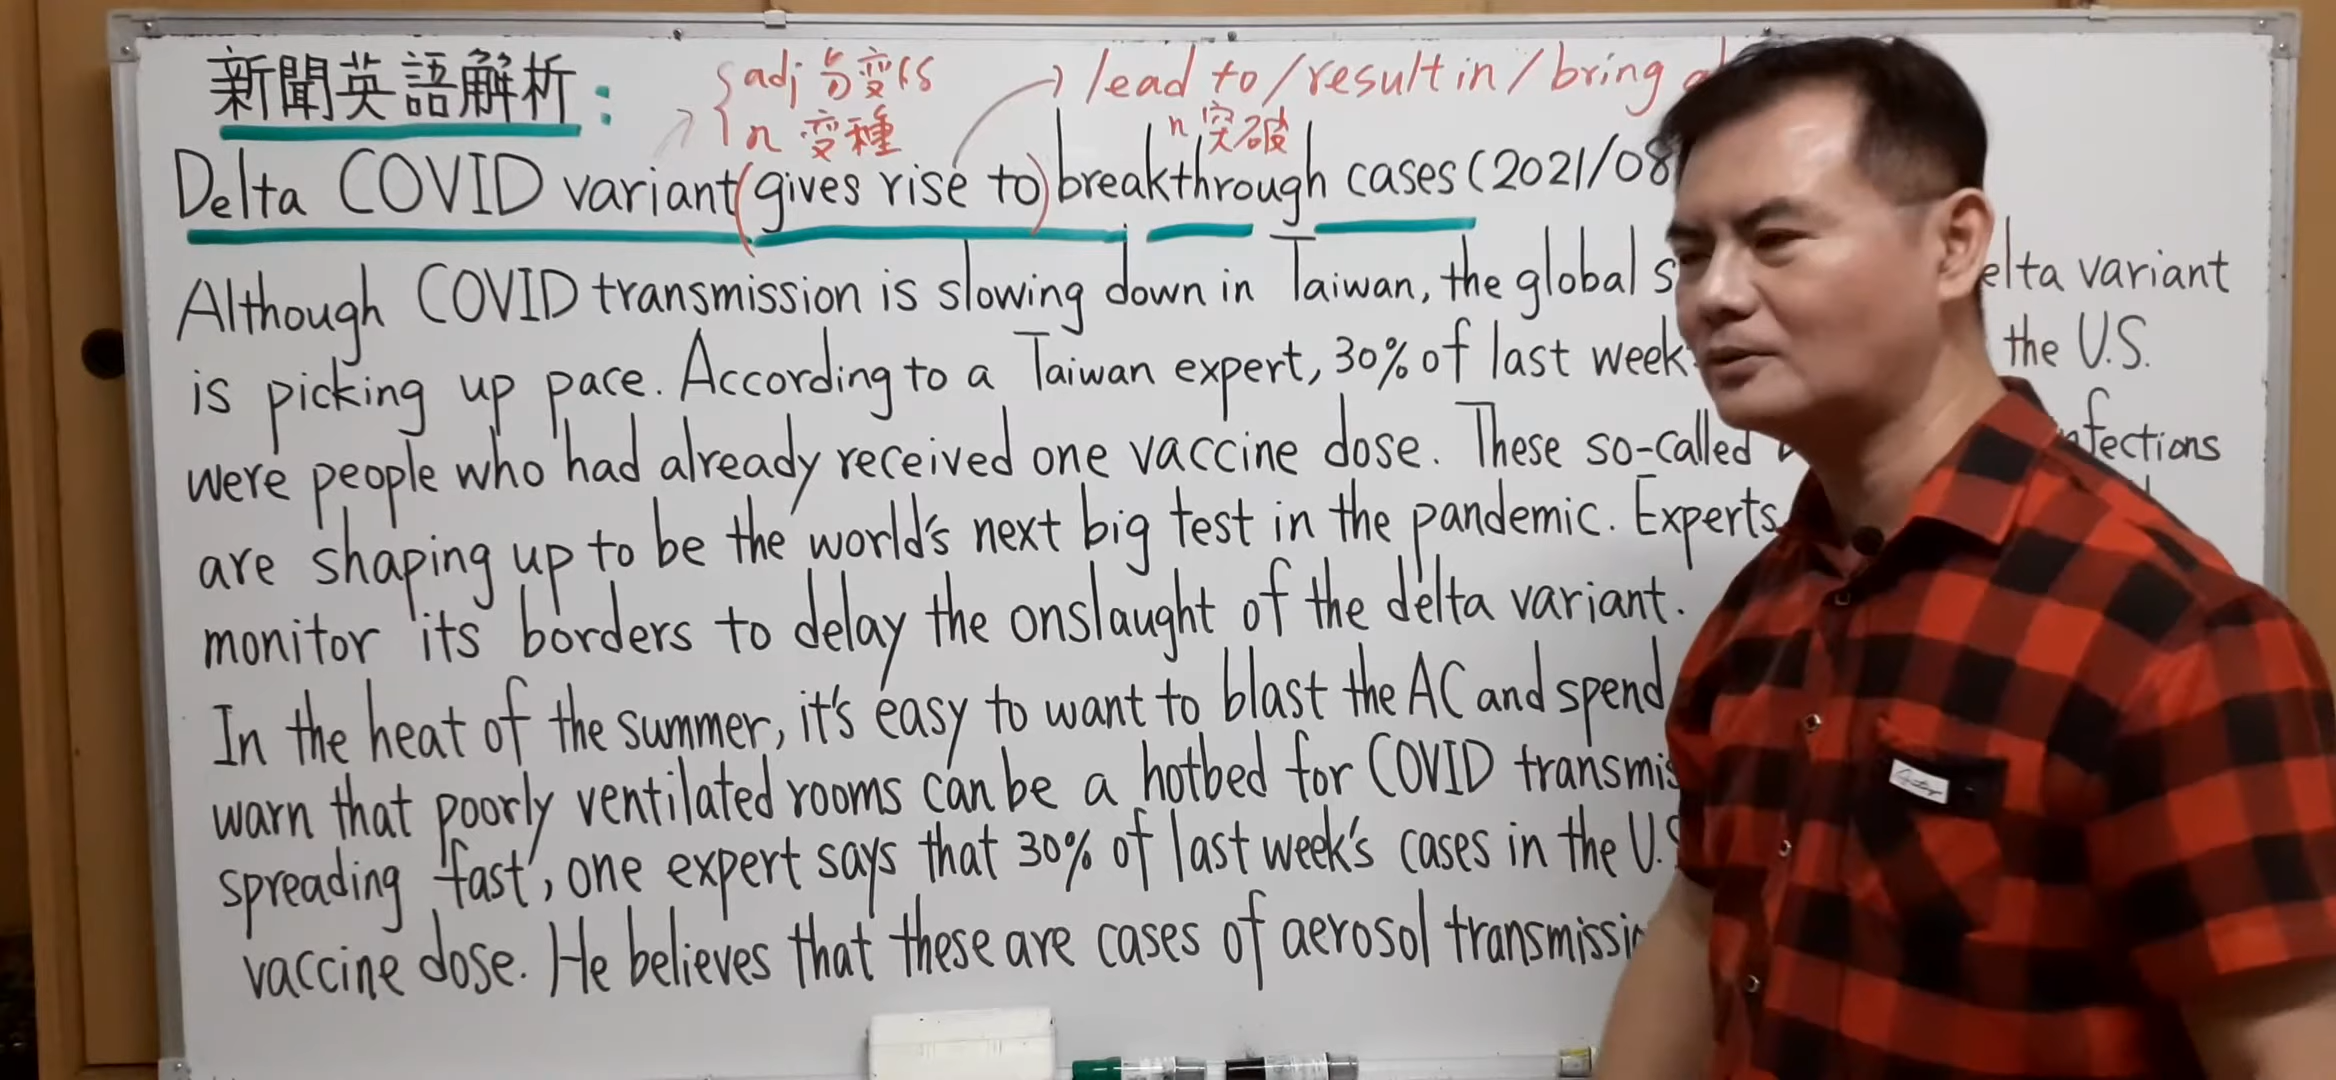 新聞英語解析：
adj 易变的 lead to/result in/bring
n 变種 n 突破
Delta COVID variant (gives rise to) breakthrough cases (2021/08
Although COVID transmission is slowing down in Taiwan, the global s elta variant
is picking up pace. According to a Taiwan expert, 30% of last week the U.S.
were people who had already received one vaccine dose. These so-called nfections
are shaping up to be the world's next big test in the pandemic. Experts
monitor its borders to delay the onslaught of the delta variant.
In the heat of the summer, it's easy to want to blast the AC and spend
warn that poorly ventilated rooms can be a hotbed for COVID transmis
spreading fast, one expert says that 30% of last week's cases in the U.S
vaccine dose. He believes that these are cases of aerosol transmissi